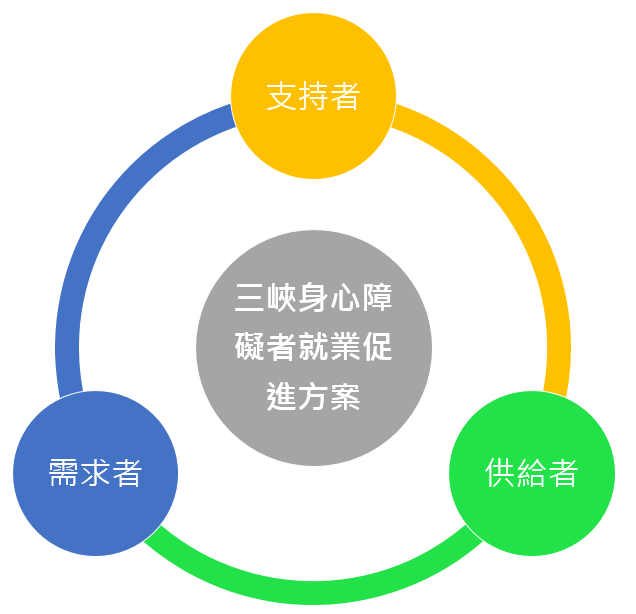 支持者
三峽身心障
礙者就業促
進方案
需求者
供給者